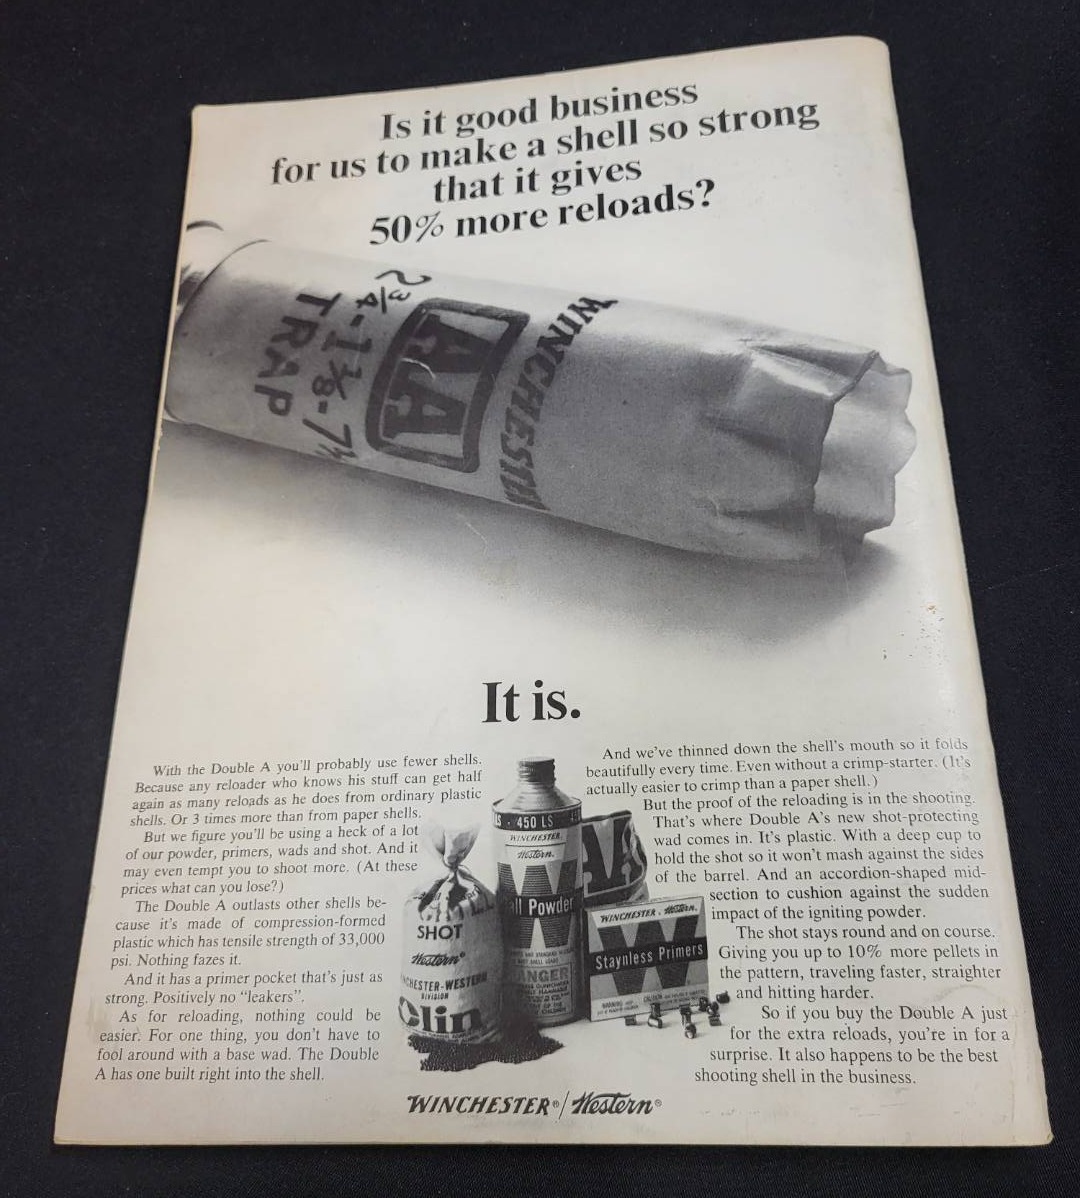 Is it good business
for us to make a shell so strong
that it gives
50% more reloads?
WINCHESTER
AA
2 3/4-1 1/8-7 1/2
TRAP
It is.
With the Double A you'll probably use fewer shells.
Because any reloader who knows his stuff can get half
again as many reloads as he does from ordinary plastic
shells. Or 3 times more than from paper shells.
But we figure you'll be using a heck of a lot
of our powder, primers, wads and shot. And it
may even tempt you to shoot more. (At these
prices what can you lose?)
The Double A outlasts other shells be-
cause it's made of compression-formed
plastic which has tensile strength of 33,000
psi. Nothing fazes it.
And it has a primer pocket that's just as
strong. Positively no "leakers".
As for reloading, nothing could be
easier. For one thing, you don't have to
fool around with a base wad. The Double
A has one built right into the shell.
SHOT
Western
CHESTER-WESTERN
DIVISION
Olin
450 LS
WINCHESTER
Western
W
ll Powder
ANGER
AA
WINCHESTER Western
W
Staynless Primers
And we've thinned down the shell's mouth so it folds
beautifully every time. Even without a crimp-starter. (It's
actually easier to crimp than a paper shell.)
But the proof of the reloading is in the shooting.
That's where Double A's new shot-protecting
wad comes in. It's plastic. With a deep cup to
hold the shot so it won't mash against the sides
of the barrel. And an accordion-shaped mid-
section to cushion against the sudden
impact of the igniting powder.
The shot stays round and on course.
Giving you up to 10% more pellets in
the pattern, traveling faster, straighter
and hitting harder.
So if you buy the Double A just
for the extra reloads, you're in for a
surprise. It also happens to be the best
shooting shell in the business.
WINCHESTER®/Western®